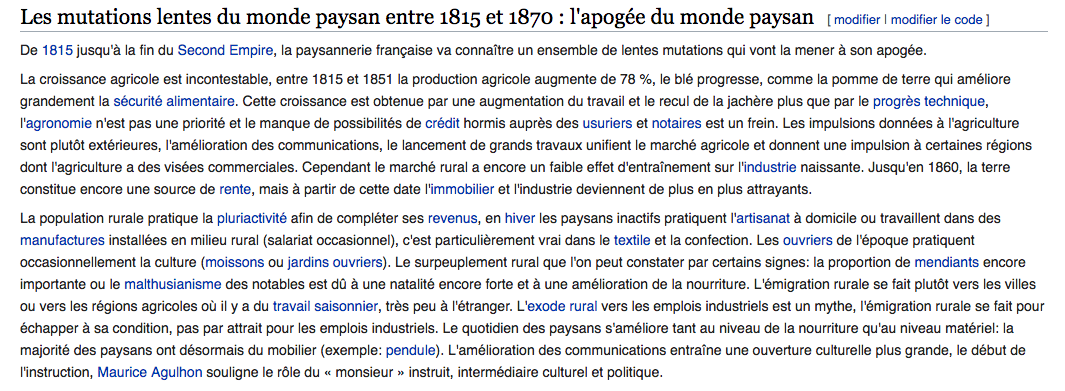 Les mutations lentes du monde paysan entre 1815 et 1870 : l'apogée du monde paysan [ modifier | modifier le code ]
De 1815 jusqu'à la fin du Second Empire, la paysannerie française va connaître un ensemble de lentes mutations qui vont la mener à son apogée.
La croissance agricole est incontestable, entre 1815 et 1851 la production agricole augmente de 78 %, le blé progresse, comme la pomme de terre qui améliore
grandement la sécurité alimentaire. Cette croissance est obtenue par une augmentation du travail et le recul de la jachère plus que par le progrès technique,
l'agronomie n'est pas une priorité et le manque de possibilités de crédit hormis auprès des usuriers et notaires est un frein. Les impulsions données à l'agriculture
sont plutôt extérieures, l'amélioration des communications, le lancement de grands travaux unifient le marché agricole et donnent une impulsion à certaines régions
dont l'agriculture a des visées commerciales. Cependant le marché rural a encore un faible effet d'entraînement sur l'industrie naissante. Jusqu'en 1860, la terre
constitue encore une source de rente, mais à partir de cette date l'immobilier et l'industrie deviennent de plus en plus attrayants.
La population rurale pratique la pluriactivité afin de compléter ses revenus, en hiver les paysans inactifs pratiquent l'artisanat à domicile ou travaillent dans des
manufactures installées en milieu rural (salariat occasionnel), c'est particulièrement vrai dans le textile et la confection. Les ouvriers de l'époque pratiquent
occasionnellement la culture (moissons ou jardins ouvriers). Le surpeuplement rural que l'on peut constater par certains signes: la proportion de mendiants encore
importante ou le malthusianisme des notables est dû à une natalité encore forte et à une amélioration de la nourriture. L'émigration rurale se fait plutôt vers les villes
ou vers les régions agricoles où il y a du travail saisonnier, très peu à l'étranger. L'exode rural vers les emplois industriels est un mythe, l'émigration rurale se fait pour
échapper à sa condition, pas par attrait pour les emplois industriels. Le quotidien des paysans s'améliore tant au niveau de la nourriture qu'au niveau matériel: la
majorité des paysans ont désormais du mobilier (exemple: pendule). L'amélioration des communications entraîne une ouverture culturelle plus grande, le début de
l'instruction, Maurice Agulhon souligne le rôle du « monsieur » instruit, intermédiaire culturel et politique.